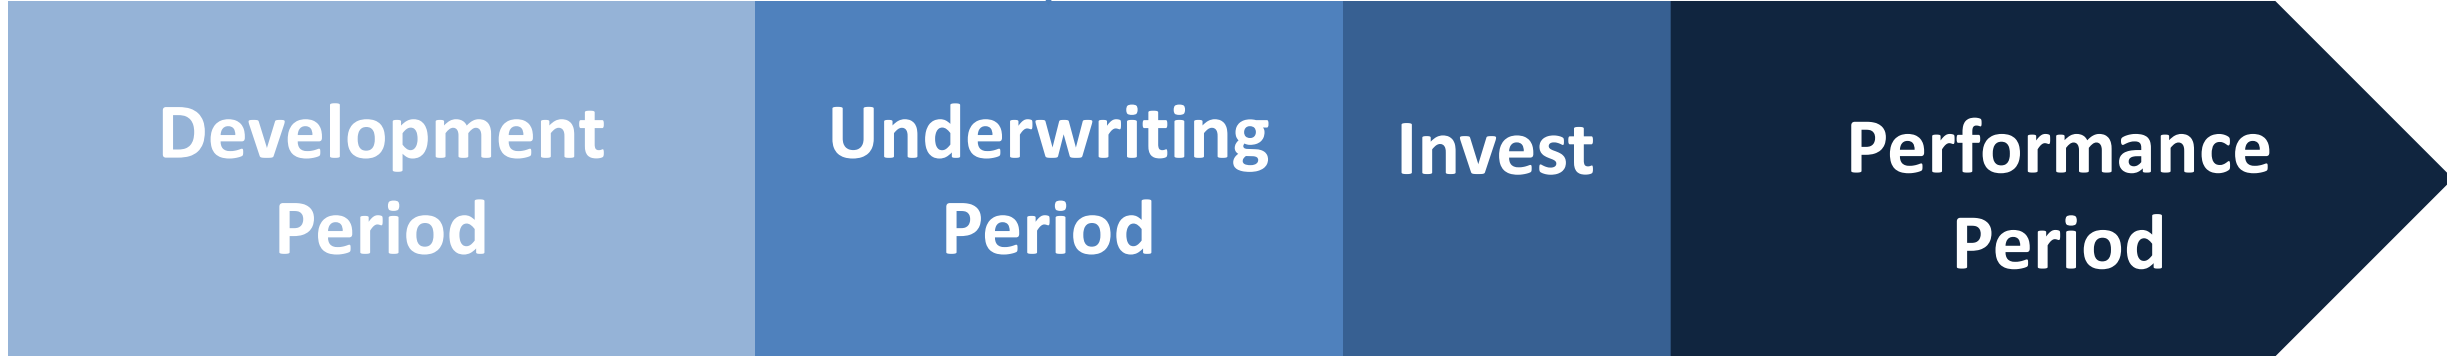 Development
Period
Underwriting
Period
Invest
Performance
Period